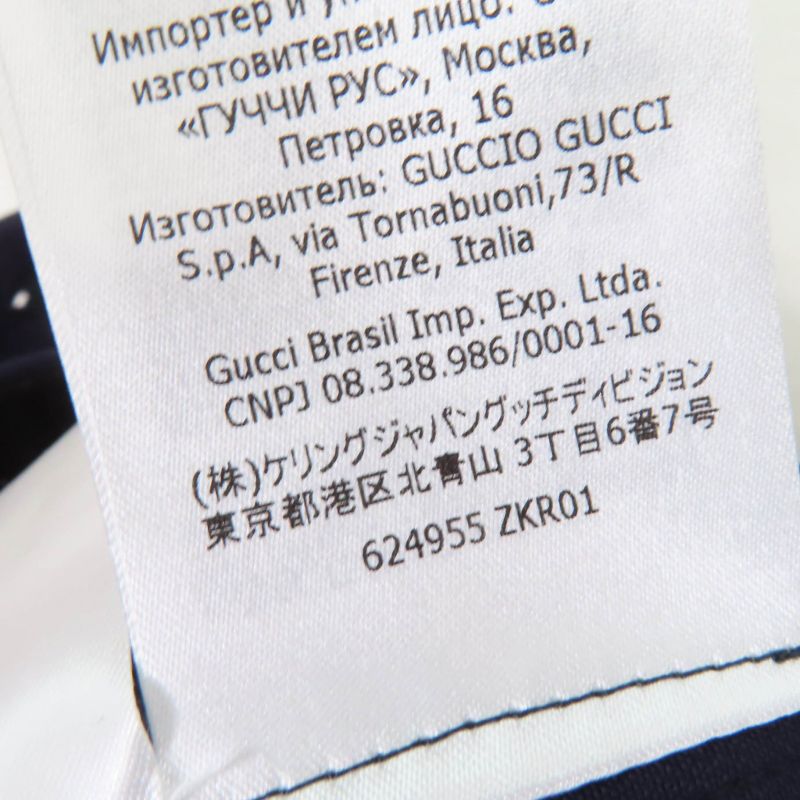 Импортер и
изготовителем лицо:
«ГУЧЧИ РУС», Москва,
Петровка, 16
Изготовитель: GUCCIO GUCCI
S.p.A, via Tornabuoni,73/R
Firenze, Italia
Gucci Brasil Imp. Exp. Ltda.
CNPJ 08.338.986/0001-16
(株)ケリングジャパングッチディビジョン
東京都港区北青山 3丁目6番7号
624955 ZKR01